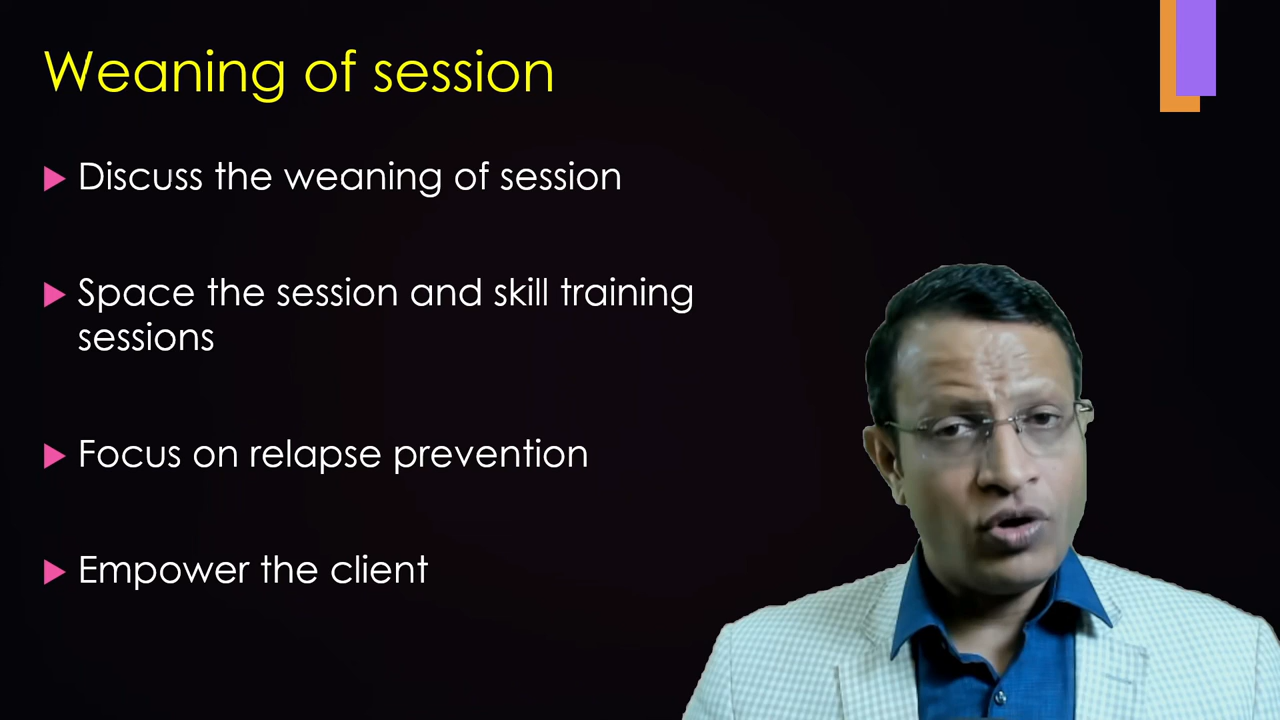 Weaning of session
Discuss the weaning of session
Space the session and skill training
sessions
Focus on relapse prevention
Empower the client